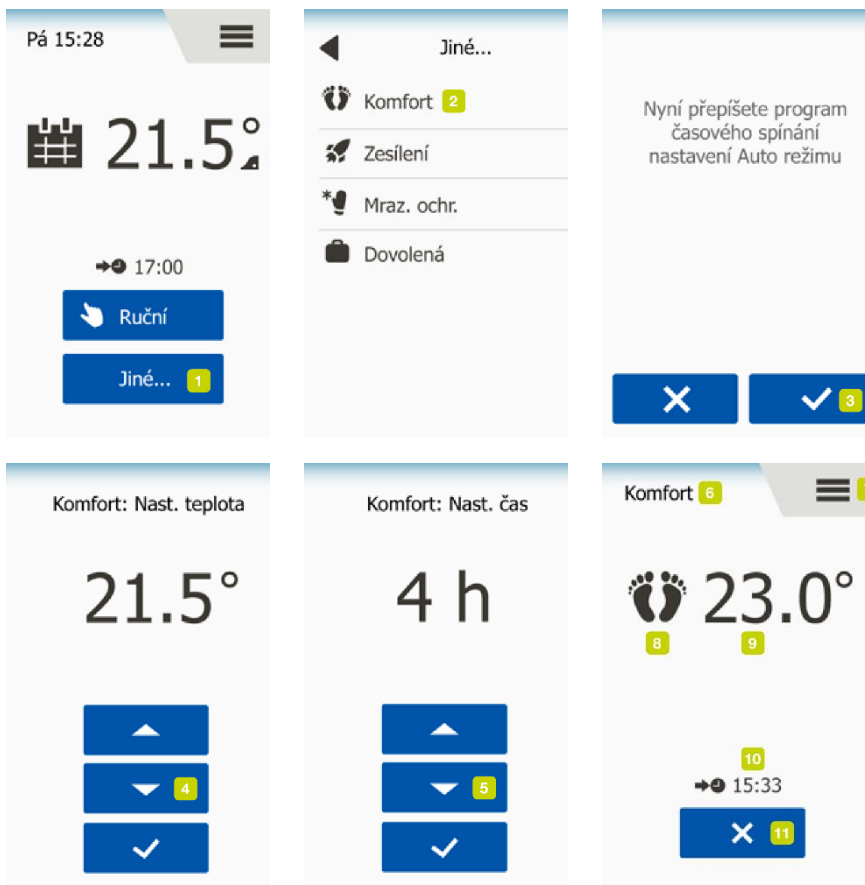 Pá 15:28
21.5°
17:00
Ruční
Jiné... 1
Jiné...
Komfort 2
Zesílení
Mraz. ochr.
Dovolená
Nyní přepíšete program
časového spínání
nastavení Auto režimu
3
Komfort: Nast. teplota
21.5°
4
Komfort: Nast. čas
4 h
5
Komfort 6
23.0°
8
9
10
15:33
11